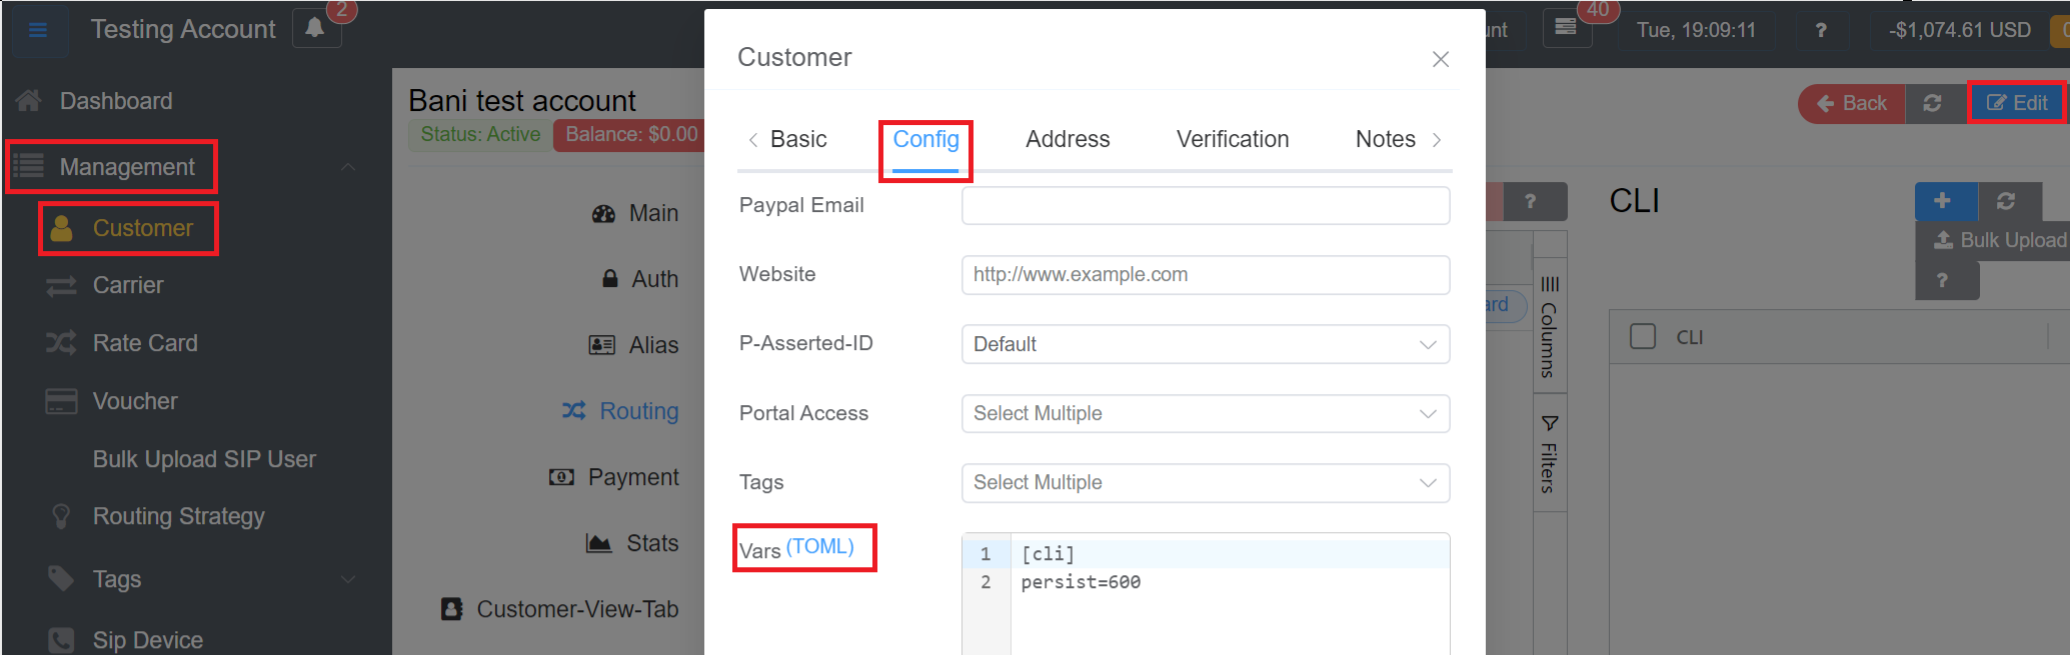 Testing Account
2
40
Tue, 19:09:11
?
-$1,074.61 USD
Dashboard
Management
Customer
Carrier
Rate Card
Voucher
Bulk Upload SIP User
Routing Strategy
Tags
Sip Device
Bani test account
Status: Active
Balance: $0.00
Back
Edit
Main
Auth
Alias
Routing
Payment
Stats
Customer-View-Tab
Customer
Basic
Config
Address
Verification
Notes
Paypal Email
Website
http://www.example.com
P-Asserted-ID
Default
Portal Access
Select Multiple
Tags
Select Multiple
Vars (TOML)
1 [cli]
2 persist=600
?
Columns
Filters
CLI
Bulk Upload
?
CLI